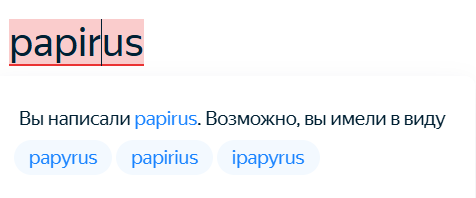 papirus
Вы написали papirus. Возможно, вы имели в виду
papyrus papirius ipapyrus